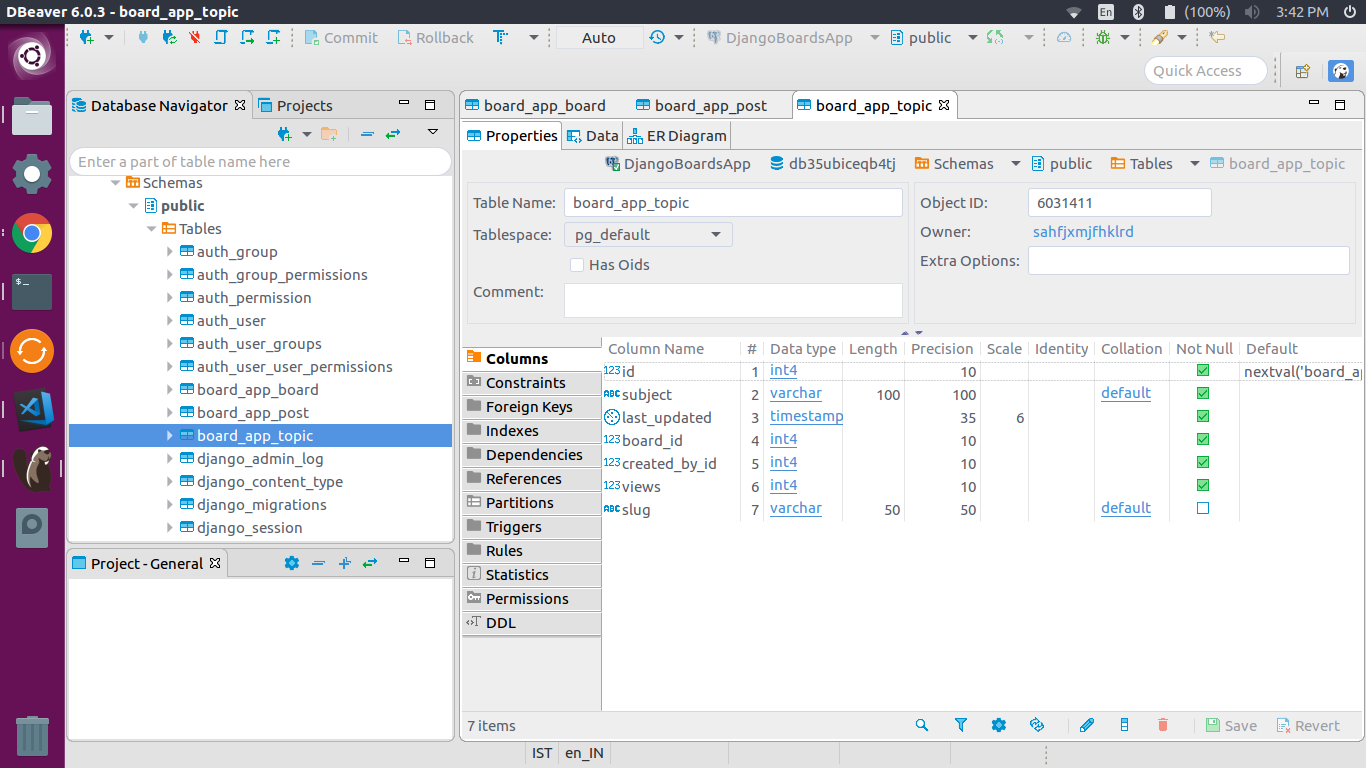 DBeaver 6.0.3 - board_app_topic
En
(100%)
3:42 PM
Commit
Rollback
Auto
DjangoBoardsApp
public
Quick Access
Database Navigator
Projects
Enter a part of table name here
Schemas
public
Tables
auth_group
auth_group_permissions
auth_permission
auth_user
auth_user_groups
auth_user_user_permissions
board_app_board
board_app_post
board_app_topic
django_admin_log
django_content_type
django_migrations
django_session
Project - General
board_app_board
board_app_post
board_app_topic
Properties
Data
ER Diagram
DjangoBoardsApp
db35ubiceqb4tj
Schemas
public
Tables
board_app_topic
Table Name:
board_app_topic
Tablespace:
pg_default
Has Oids
Comment:
Object ID:
6031411
Owner:
sahfjxmjfhklrd
Extra Options:
Columns
Constraints
Foreign Keys
Indexes
Dependencies
References
Partitions
Triggers
Rules
Statistics
Permissions
DDL
Column Name # Data type Length Precision Scale Identity Collation Not Null Default
123 id 1 int4 10 nextval('board_ap
ABC subject 2 varchar 100 100 default
last_updated 3 timestamp 35 6
123 board_id 4 int4 10
123 created_by_id 5 int4 10
123 views 6 int4 10
ABC slug 7 varchar 50 50 default
7 items
Save
Revert
IST
en_IN